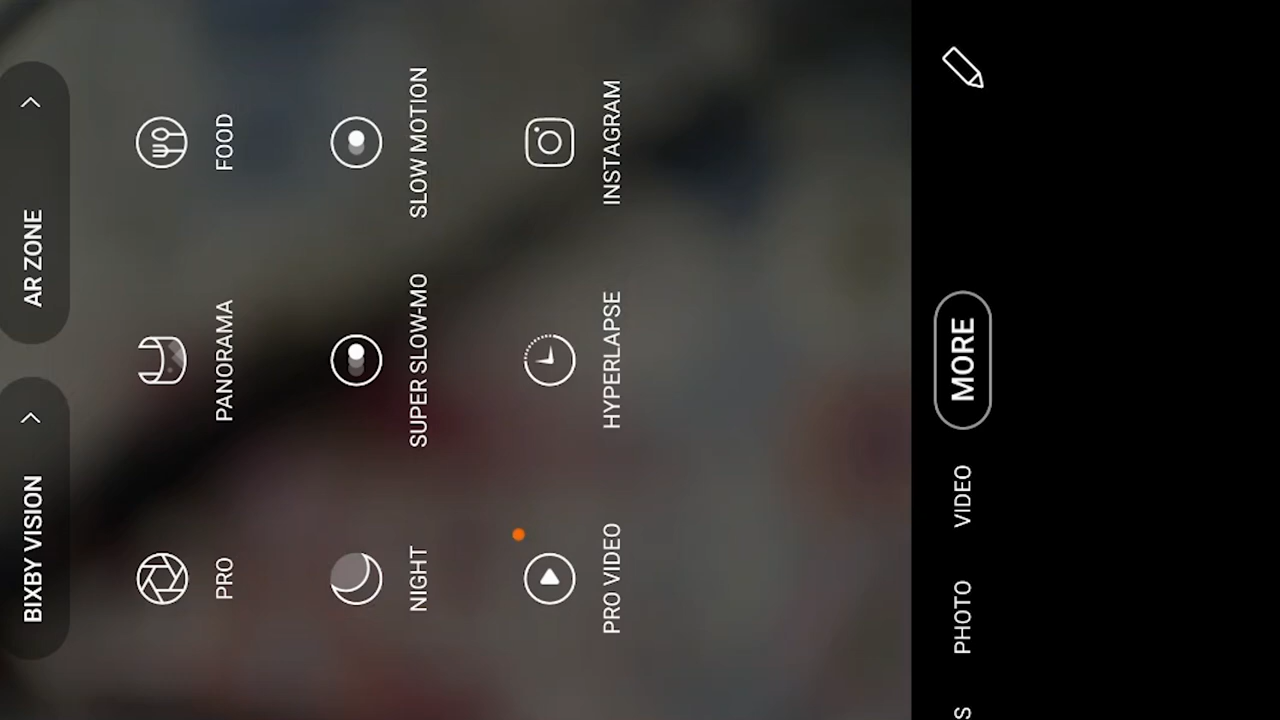 BIXBY VISION
AR ZONE
PRO
PANORAMA
FOOD
NIGHT
SUPER SLOW-MO
SLOW MOTION
PRO VIDEO
HYPERLAPSE
INSTAGRAM
S
PHOTO
VIDEO
MORE